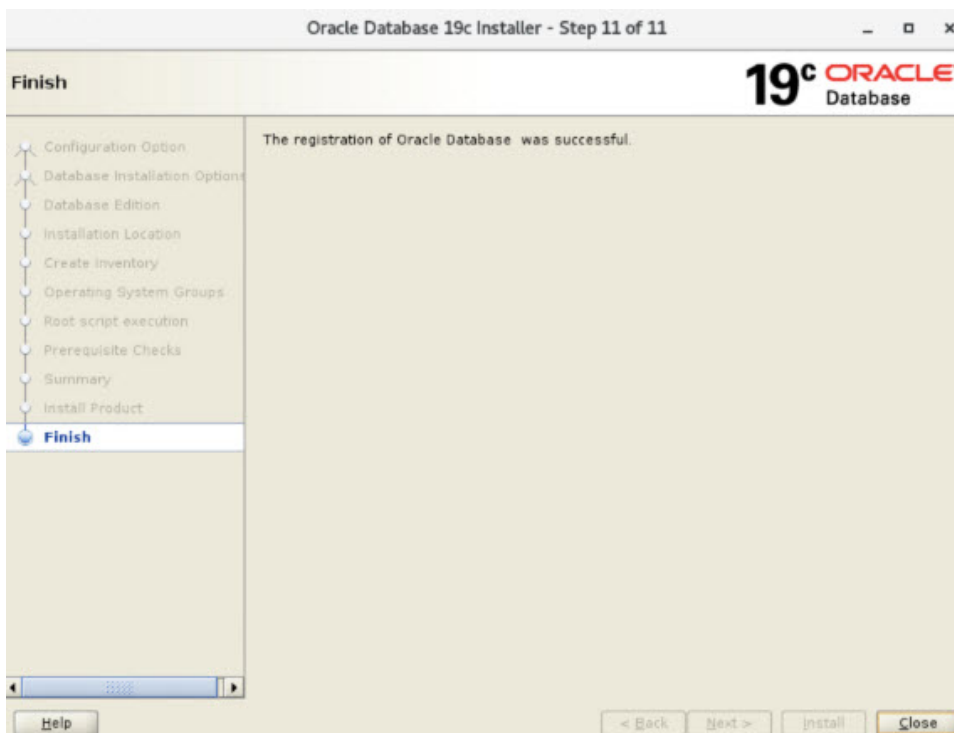 Oracle Database 19c Installer - Step 11 of 11
Finish
19c ORACLE
Database
Configuration Option
Database Installation Options
Database Edition
Installation Location
Create Inventory
Operating System Groups
Root script execution
Prerequisite Checks
Summary
Install Product
Finish
The registration of Oracle Database was successful.
Help
< Back
Next >
Install
Close